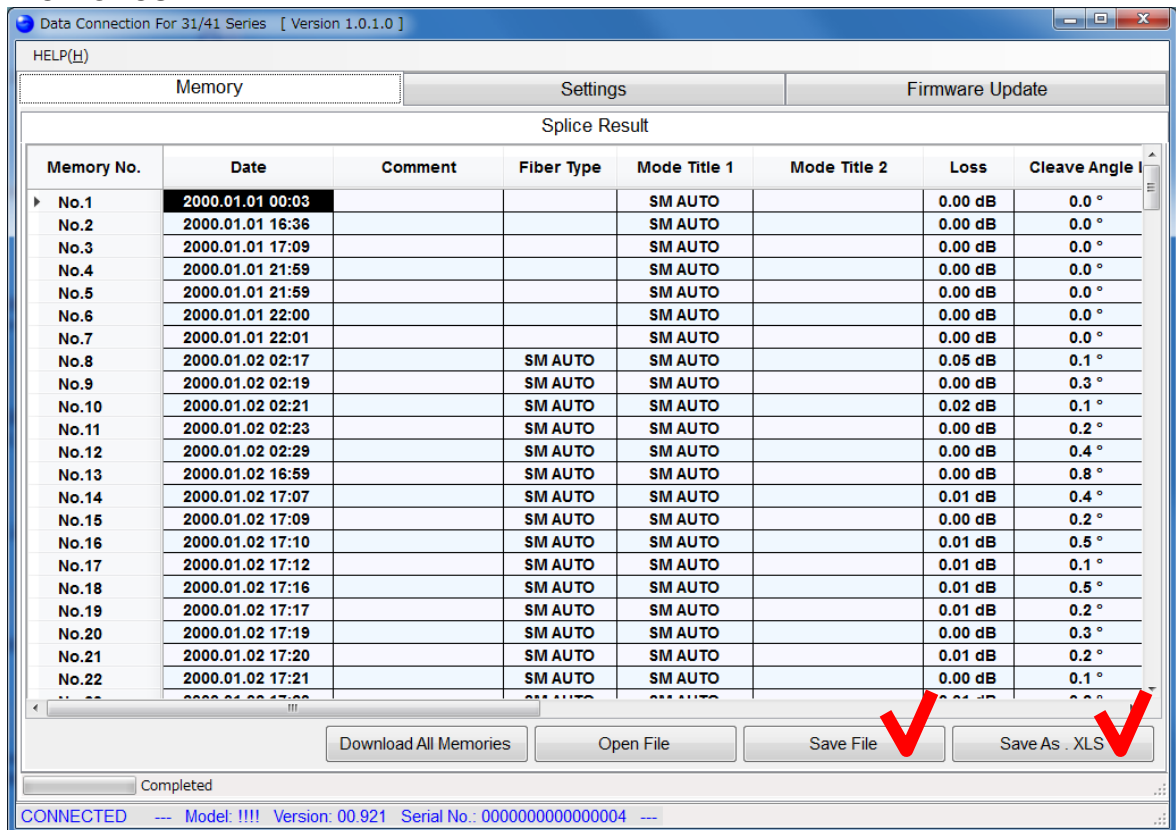 Data Connection For 31/41 Series [ Version 1.0.1.0 ]
HELP(H)
Memory Settings Firmware Update
Splice Result
Memory No. Date Comment Fiber Type Mode Title 1 Mode Title 2 Loss Cleave Angle
No.1 2000.01.01 00:03 SM AUTO 0.00 dB 0.0 °
No.2 2000.01.01 16:36 SM AUTO 0.00 dB 0.0 °
No.3 2000.01.01 17:09 SM AUTO 0.00 dB 0.0 °
No.4 2000.01.01 21:59 SM AUTO 0.00 dB 0.0 °
No.5 2000.01.01 21:59 SM AUTO 0.00 dB 0.0 °
No.6 2000.01.01 22:00 SM AUTO 0.00 dB 0.0 °
No.7 2000.01.01 22:01 SM AUTO 0.00 dB 0.0 °
No.8 2000.01.02 02:17 SM AUTO SM AUTO 0.05 dB 0.1 °
No.9 2000.01.02 02:19 SM AUTO SM AUTO 0.00 dB 0.3 °
No.10 2000.01.02 02:21 SM AUTO SM AUTO 0.02 dB 0.1 °
No.11 2000.01.02 02:23 SM AUTO SM AUTO 0.00 dB 0.2 °
No.12 2000.01.02 02:29 SM AUTO SM AUTO 0.00 dB 0.4 °
No.13 2000.01.02 16:59 SM AUTO SM AUTO 0.00 dB 0.8 °
No.14 2000.01.02 17:07 SM AUTO SM AUTO 0.01 dB 0.4 °
No.15 2000.01.02 17:09 SM AUTO SM AUTO 0.00 dB 0.2 °
No.16 2000.01.02 17:10 SM AUTO SM AUTO 0.01 dB 0.5 °
No.17 2000.01.02 17:12 SM AUTO SM AUTO 0.01 dB 0.1 °
No.18 2000.01.02 17:16 SM AUTO SM AUTO 0.01 dB 0.5 °
No.19 2000.01.02 17:17 SM AUTO SM AUTO 0.01 dB 0.2 °
No.20 2000.01.02 17:19 SM AUTO SM AUTO 0.00 dB 0.3 °
No.21 2000.01.02 17:20 SM AUTO SM AUTO 0.01 dB 0.2 °
No.22 2000.01.02 17:21 SM AUTO SM AUTO 0.00 dB 0.1 °
Download All Memories Open File Save File Save As . XLS
Completed
CONNECTED --- Model: !!!! Version: 00.921 Serial No.: 0000000000000004 ---